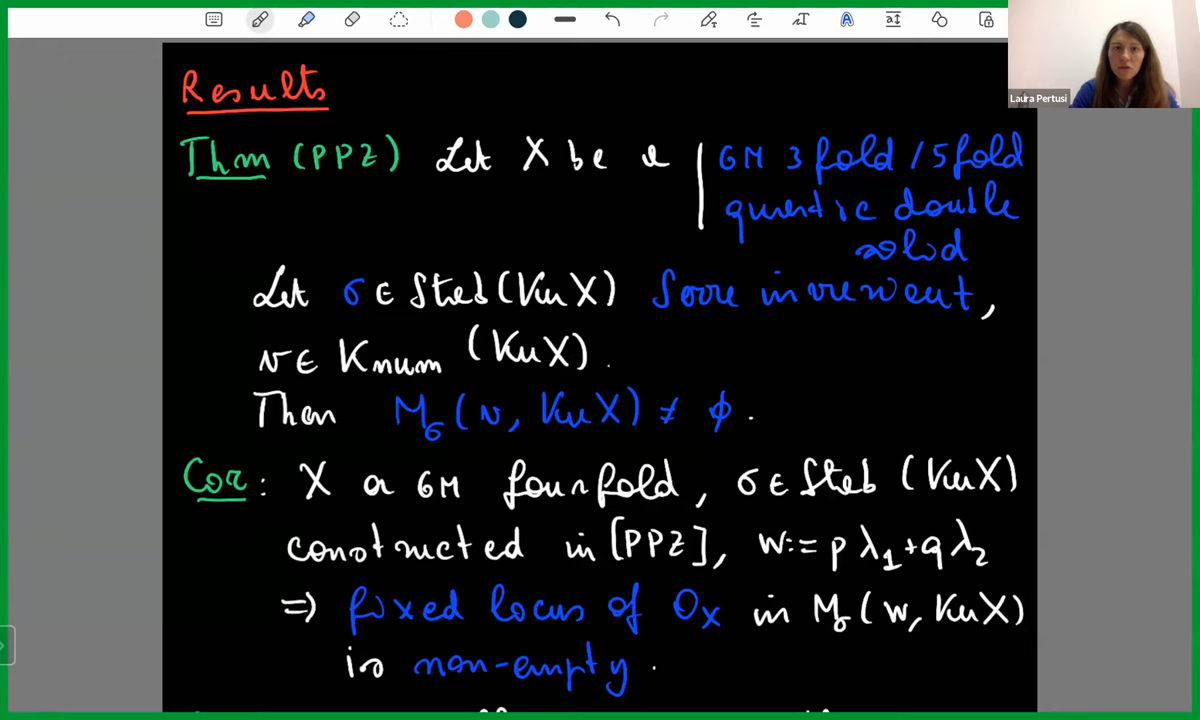 Laura Pertusi
Results
Thm (PPZ) Let X be a | GM 3fold / 5fold
quartic double
solid
Let σ ∈ Stab(Ku X) Serre invariant,
v ∈ Knum (Ku X).
Then Mσ(v, Ku X) ≠ ϕ.
Cor: X a GM fourfold, σ ∈ Stab (Ku X)
constructed in [PPZ], w := pλ₁+qλ₂
=> fixed locus of Θx in Mσ(w, Ku X)
is non-empty.